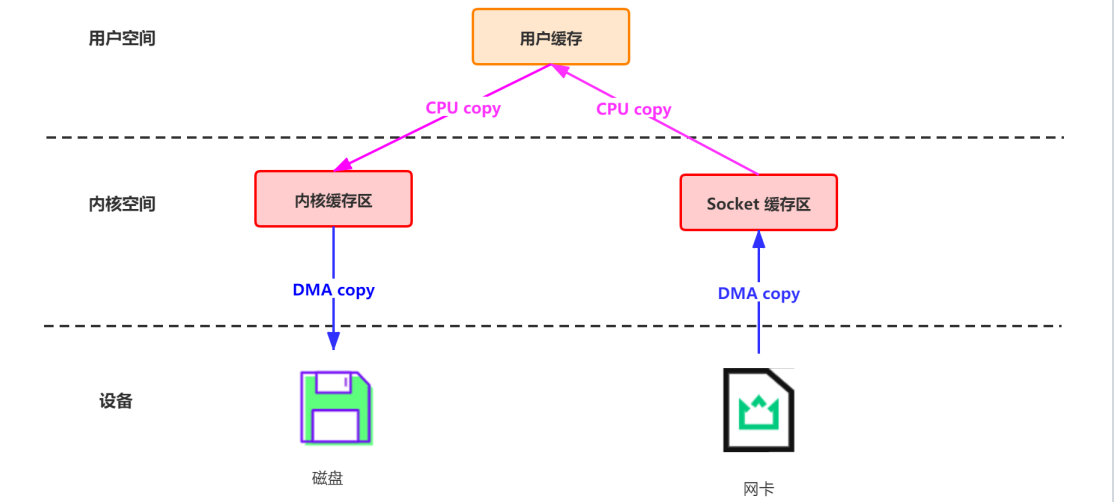 用户空间
用户缓存
CPU copy
CPU copy
内核空间
内核缓存区
Socket 缓存区
DMA copy
DMA copy
设备
磁盘
网卡